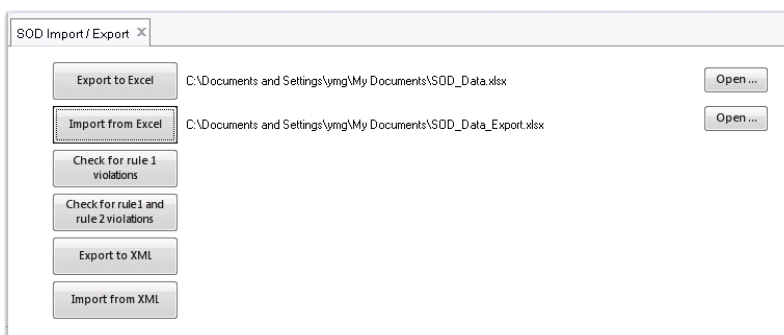 SOD Import / Export X
Export to Excel C:\Documents and Settings\ymg\My Documents\SOD_Data.xlsx Open ...
Import from Excel C:\Documents and Settings\ymg\My Documents\SOD_Data_Export.xlsx Open ...
Check for rule 1
violations
Check for rule1 and
rule 2 violations
Export to XML
Import from XML